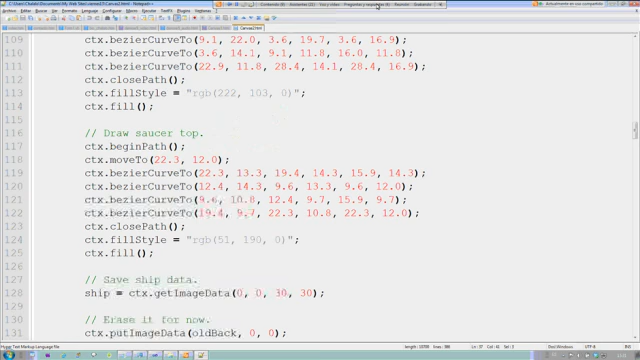 109 ctx.bezierCurveTo(9.1, 22.0, 3.6, 19.7, 3.6, 16.9);
110 ctx.bezierCurveTo(3.6, 14.1, 9.1, 11.8, 16.0, 11.8);
111 ctx.bezierCurveTo(22.9, 11.8, 28.4, 14.1, 28.4, 16.9);
112 ctx.closePath();
113 ctx.fillStyle = "rgb(222, 103, 0)";
114 ctx.fill();
115
116 // Draw saucer top.
117 ctx.beginPath();
118 ctx.moveTo(22.3, 12.0);
119 ctx.bezierCurveTo(22.3, 13.3, 19.4, 14.3, 15.9, 14.3);
120 ctx.bezierCurveTo(12.4, 14.3, 9.6, 13.3, 9.6, 12.0);
121 ctx.bezierCurveTo(9.6, 10.8, 12.4, 9.7, 15.9, 9.7);
122 ctx.bezierCurveTo(19.4, 9.7, 22.3, 10.8, 22.3, 12.0);
123 ctx.closePath();
124 ctx.fillStyle = "rgb(51, 190, 0)";
125 ctx.fill();
126
127 // Save ship data.
128 ship = ctx.getImageData(0, 0, 30, 30);
129
130 // Erase it for now.
131 ctx.putImageData(oldBack, 0, 0);
Hyper Text Markup Language file